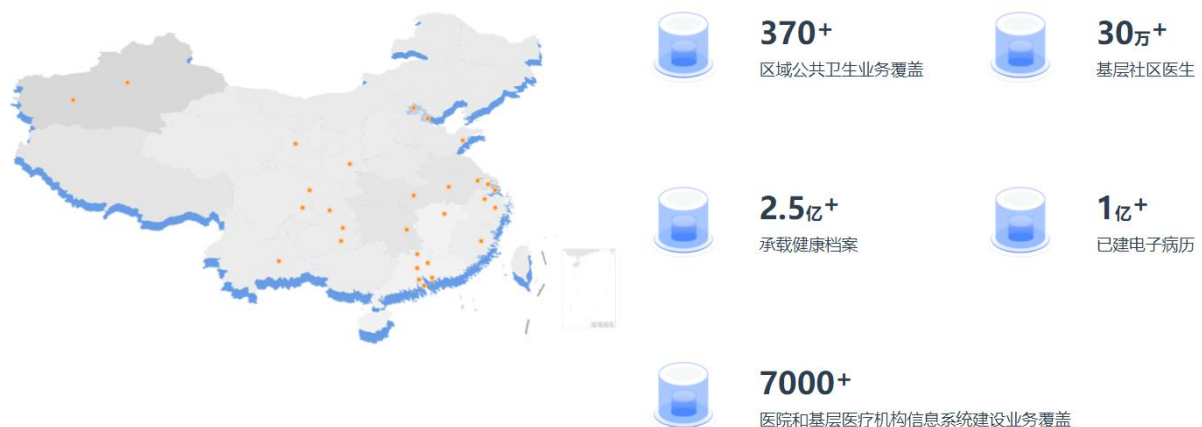 370+
区域公共卫生业务覆盖
30万+
基层社区医生
2.5亿+
承载健康档案
1亿+
已建电子病历
7000+
医院和基层医疗机构信息系统建设业务覆盖